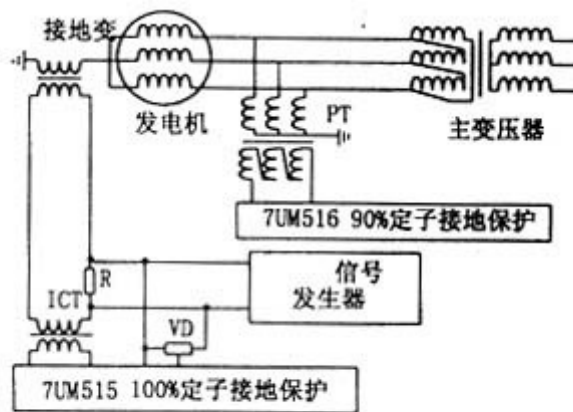 接地变
发电机
PT
主变压器
7UM516 90%定子接地保护
R
信号
发生器
ICT
VD
7UM515 100%定子接地保护